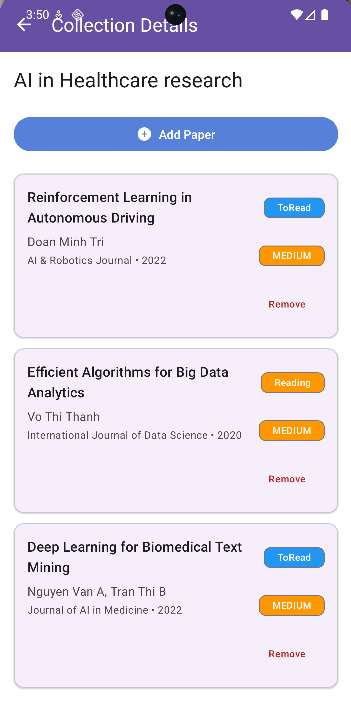 3:50
Collection Details
AI in Healthcare research
Add Paper
Reinforcement Learning in
Autonomous Driving
ToRead
Doan Minh Tri
MEDIUM
AI & Robotics Journal • 2022
Remove
Efficient Algorithms for Big Data
Analytics
Reading
Vo Thi Thanh
MEDIUM
International Journal of Data Science • 2020
Remove
Deep Learning for Biomedical Text
Mining
ToRead
Nguyen Van A, Tran Thi B
MEDIUM
Journal of AI in Medicine • 2022
Remove